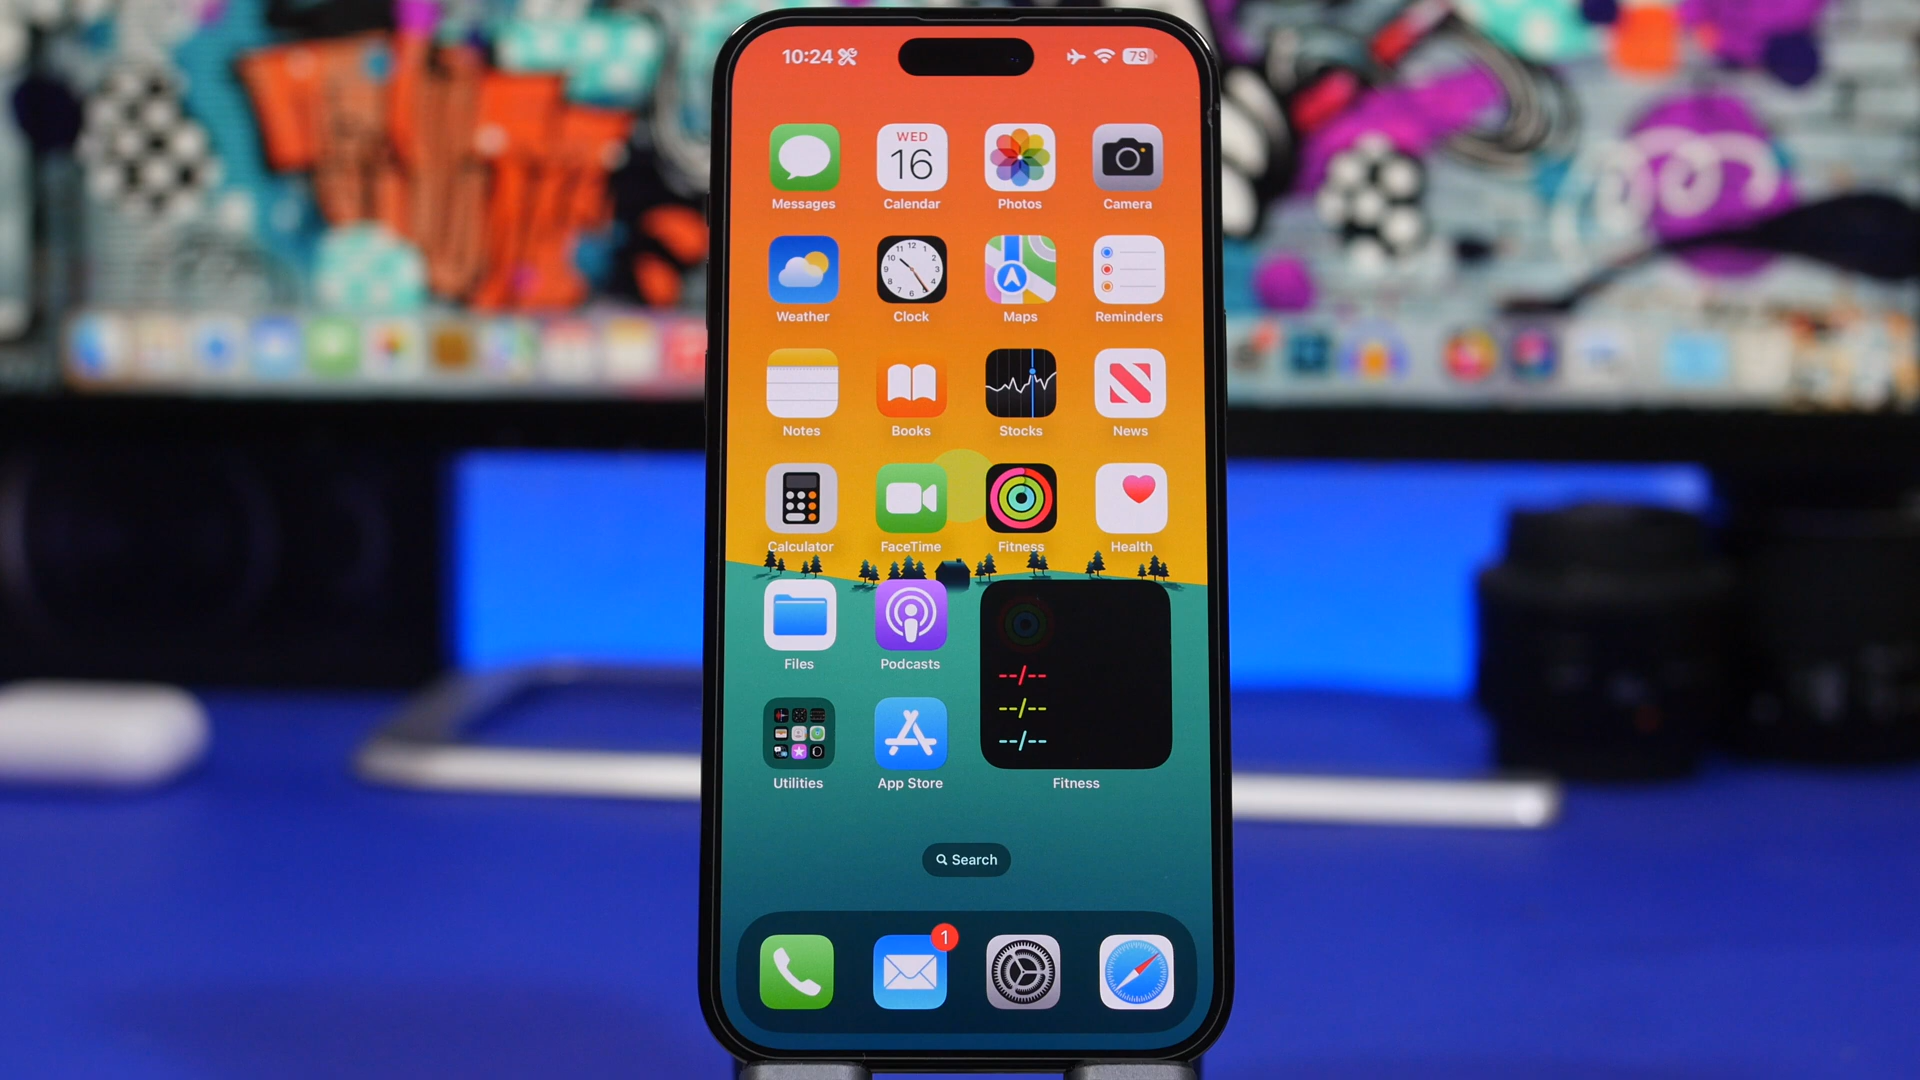 10:24 79
WED
16
Messages Calendar Photos Camera
Weather Clock Maps Reminders
Notes Books Stocks News
Calculator FaceTime Fitness Health
Files Podcasts
--/--
--/--
--/--
Utilities App Store Fitness
Search
1